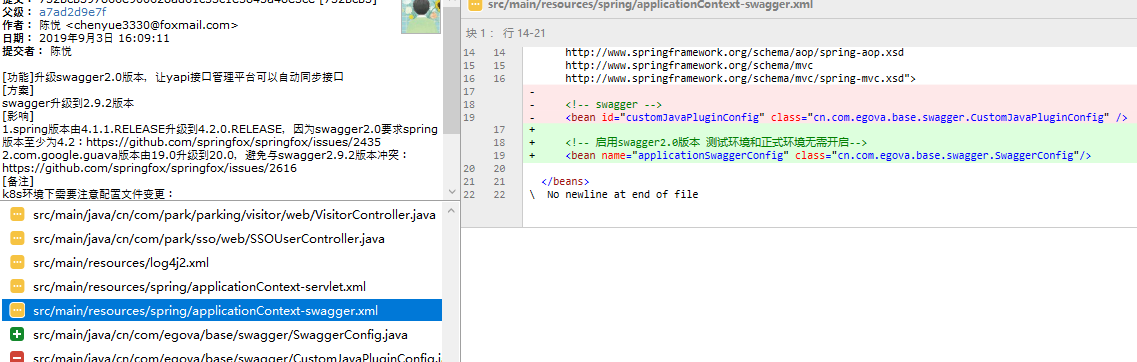 父级： a7ad2d9e7f
作者： 陈悦 <chenyue3330@foxmail.com>
日期： 2019年9月3日 16:09:11
提交者： 陈悦
[功能]升级swagger2.0版本，让yapi接口管理平台可以自动同步接口
[方案]
swagger升级到2.9.2版本
[影响]
1.spring版本由4.1.1.RELEASE升级到4.2.0.RELEASE，因为swagger2.0要求spring
版本至少为4.2：https://github.com/springfox/springfox/issues/2435
2.com.google.guava版本由19.0升级到20.0，避免与swagger2.9.2版本冲突：
https://github.com/springfox/springfox/issues/2616
[备注]
k8s环境下需要注意配置文件变更：
src/main/java/cn/com/park/parking/visitor/web/VisitorController.java
src/main/java/cn/com/park/sso/web/SSOUserController.java
src/main/resources/log4j2.xml
src/main/resources/spring/applicationContext-servlet.xml
src/main/resources/spring/applicationContext-swagger.xml
src/main/java/cn/com/egova/base/swagger/SwaggerConfig.java
src/main/java/cn/com/egova/base/swagger/CustomJavaPluginConfig.j
src/main/resources/spring/applicationContext-swagger.xml
块 1： 行 14-21
14 14 http://www.springframework.org/schema/aop/spring-aop.xsd
15 15 http://www.springframework.org/schema/mvc
16 16 http://www.springframework.org/schema/mvc/spring-mvc.xsd">
17 -
18 - <!-- swagger -->
19 - <bean id="customJavaPluginConfig" class="cn.com.egova.base.swagger.CustomJavaPluginConfig" />
17 +
18 + <!-- 启用swagger2.0版本 测试环境和正式环境无需开启-->
19 + <bean name="applicationSwaggerConfig" class="cn.com.egova.base.swagger.SwaggerConfig"/>
20 20
21 21 </beans>
22 22 \ No newline at end of file